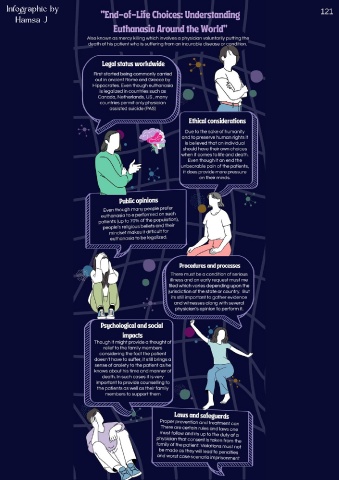 Infographic by
Hamsa J
121
"End-of-Life Choices: Understanding
Euthanasia Around the World"
Also known as mercy killing which involves a physician voluntarily putting the
death of his patient who is suffering from an incurable disease or condition.
Legal status worldwide
First started being commonly carried
out in ancient Rome and Greece by
Hippocrates. Even though euthanasia
is legalized in countries such as
Canada, Netherlands, US, many
countries permit only physician
assisted suicide (PAS)
Ethical considerations
Due to the role of humanity
and to preserve human rights it
is believed that an individual
should have their own choices
when it comes to life and death.
Even though it can end the
unbearable pain of the patients,
it does provide more pressure
on their minds.
Public opinions
Even though many people prefer
euthanasia to e performed on such
patients (up to 70% of the population),
people's religious beliefs and their
mindset makes it difficult for
euthanasia to be legalized.
Procedures and processes
There must be a condition of serious
illness and an early request must me
filed which varies depending upon the
jurisdiction of the state or country. But
its still important to gather evidence
and witnesses along with several
physician's opinion to perform it.
Psychological and social
impacts
Though it might provide a thought of
relief to the family members
considering the fact the patient
doesn't have to suffer, it still brings a
sense of anxiety to the patient as he
knows about his time and manner of
death. In such cases it is very
important to provide counseling to
the patients as well as their family
members to support them
Laws and safeguards
Proper prevention and treatment can
There are certain rules and laws one
must follow and its up to the duty of a
physician that consent is taken from the
family of the patient. Violations must not
be made as they will lead to penalties
and worst case scenario imprisonment